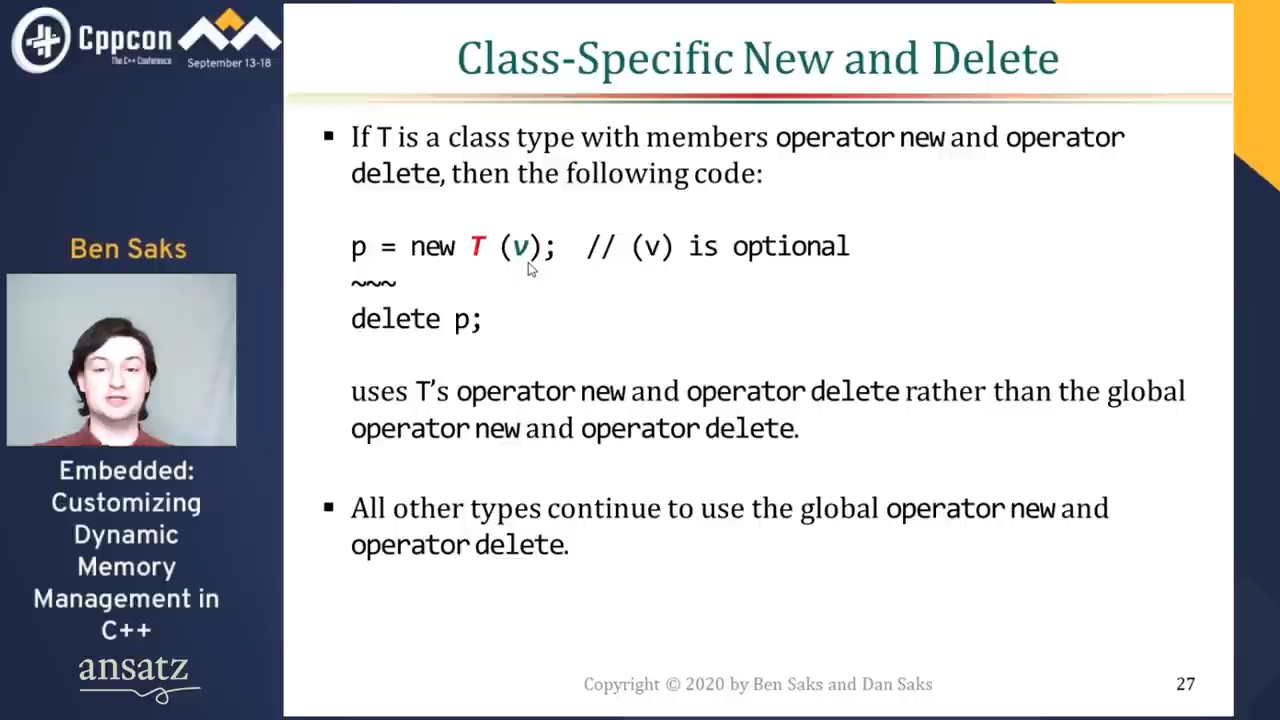 Cppcon
The C++ Conference
September 13-18
Ben Saks
Embedded:
Customizing
Dynamic
Memory
Management in
C++
ansatz
Class-Specific New and Delete
▪ If T is a class type with members operator new and operator
delete, then the following code:
p = new T (v);  // (v) is optional
~~~
delete p;
uses T’s operator new and operator delete rather than the global
operator new and operator delete.
▪ All other types continue to use the global operator new and
operator delete.
Copyright © 2020 by Ben Saks and Dan Saks
27